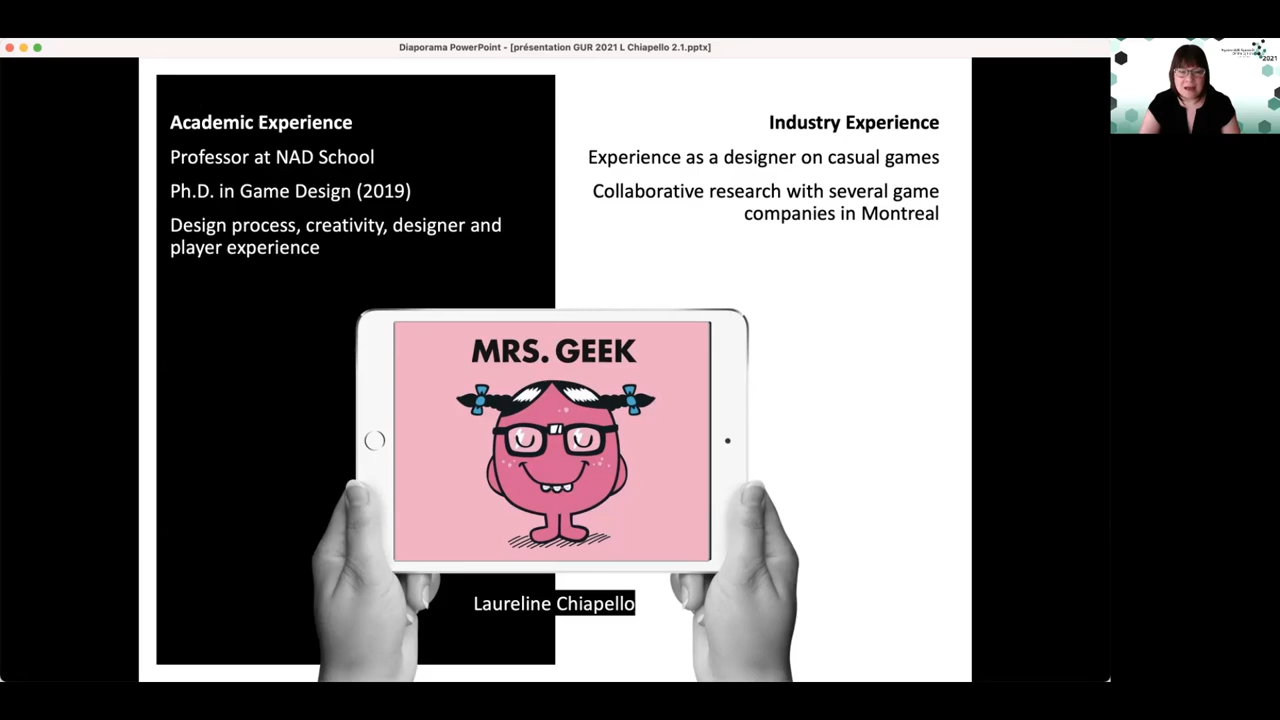 Diaporama PowerPoint - [présentation GUR 2021 L Chiapello 2.1.pptx]
2021
Academic Experience
Professor at NAD School
Ph.D. in Game Design (2019)
Design process, creativity, designer and
player experience
Industry Experience
Experience as a designer on casual games
Collaborative research with several game
companies in Montreal
MRS. GEEK
Laureline Chiapello